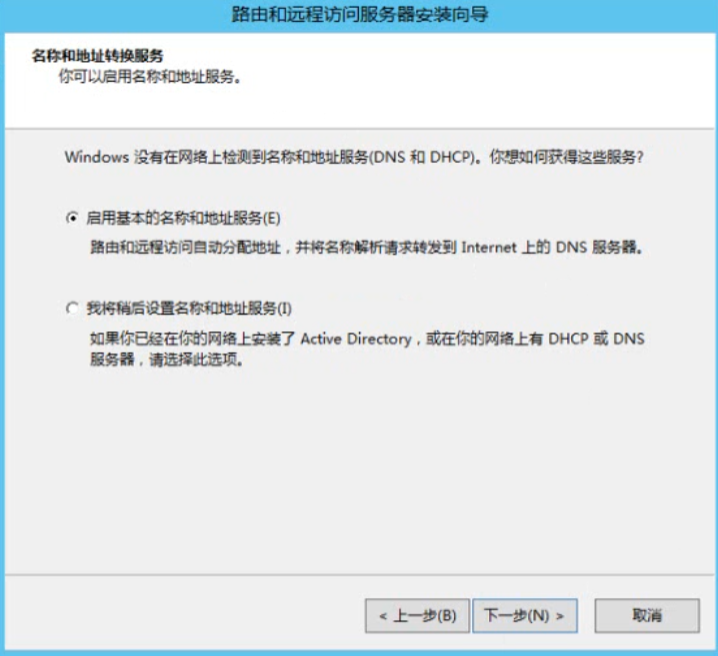 路由和远程访问服务器安装向导
名称和地址转换服务
你可以启用名称和地址服务。
Windows 没有在网络上检测到名称和地址服务(DNS 和 DHCP)。你想如何获得这些服务?
启用基本的名称和地址服务(E)
路由和远程访问自动分配地址，并将名称解析请求转发到 Internet 上的 DNS 服务器。
我将稍后设置名称和地址服务(I)
如果你已经在你的网络上安装了 Active Directory，或在你的网络上有 DHCP 或 DNS
服务器，请选择此选项。
< 上一步(B) 下一步(N) > 取消